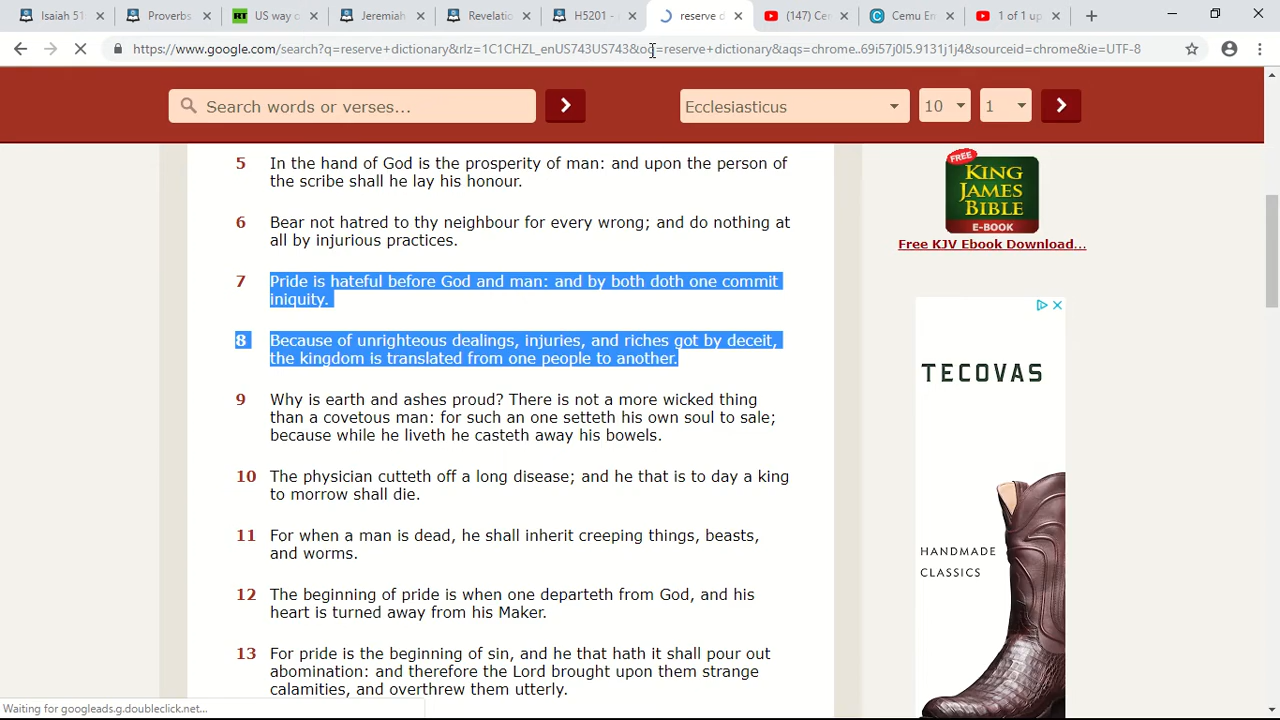 Isaiah 51:
Proverbs
RT
US way o
Jeremiah
Revelatio
H5201 - A
reserve d
(147) Ce
Cemu En
1 of 1 up
https://www.google.com/search?q=reserve+dictionary&rlz=1C1CHZL_enUS743US743&oq=reserve+dictionary&aqs=chrome..69i57j0l5.9131j1j4&sourceid=chrome&ie=UTF-8
Search words or verses...
Ecclesiasticus
10
1
5 In the hand of God is the prosperity of man: and upon the person of
the scribe shall he lay his honour.
6 Bear not hatred to thy neighbour for every wrong; and do nothing at
all by injurious practices.
7 Pride is hateful before God and man: and by both doth one commit
iniquity.
8 Because of unrighteous dealings, injuries, and riches got by deceit,
the kingdom is translated from one people to another.
9 Why is earth and ashes proud? There is not a more wicked thing
than a covetous man: for such an one setteth his own soul to sale;
because while he liveth he casteth away his bowels.
10 The physician cutteth off a long disease; and he that is to day a king
to morrow shall die.
11 For when a man is dead, he shall inherit creeping things, beasts,
and worms.
12 The beginning of pride is when one departeth from God, and his
heart is turned away from his Maker.
13 For pride is the beginning of sin, and he that hath it shall pour out
abomination: and therefore the Lord brought upon them strange
calamities, and overthrew them utterly.
FREE
KING
JAMES
BIBLE
E-BOOK
Free KJV Ebook Download...
TECOVAS
HANDMADE
CLASSICS
Waiting for googleads.g.doubleclick.net...